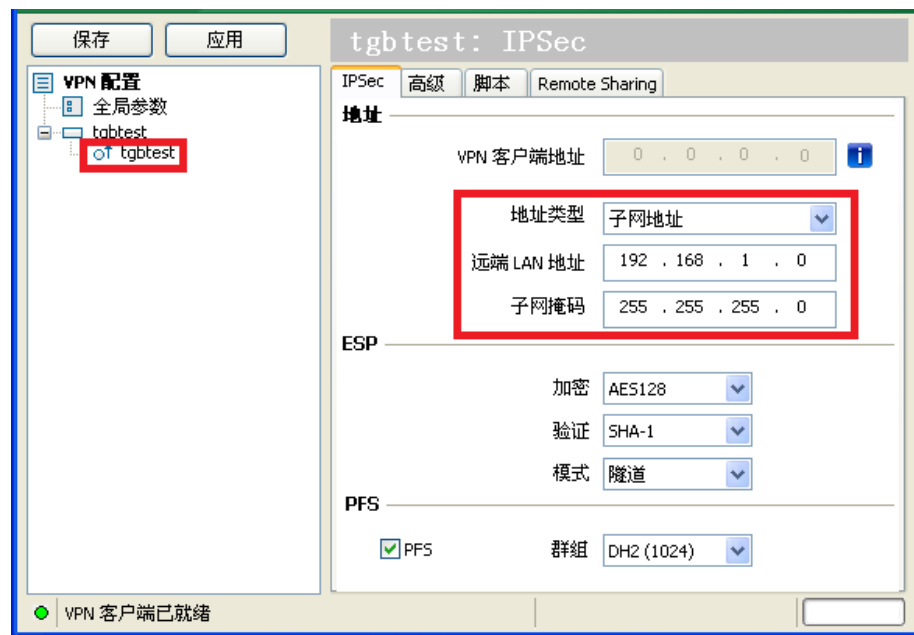 保存 应用 tgbtest: IPSec
VPN 配置
全局参数
tgbtest
tgbtest
IPSec 高级 脚本 Remote Sharing
地址
VPN 客户端地址 0 . 0 . 0 . 0 i
地址类型 子网地址
远端 LAN 地址 192 . 168 . 1 . 0
子网掩码 255 . 255 . 255 . 0
ESP
加密 AES128
验证 SHA-1
模式 隧道
PFS
PFS 群组 DH2 (1024)
VPN 客户端已就绪